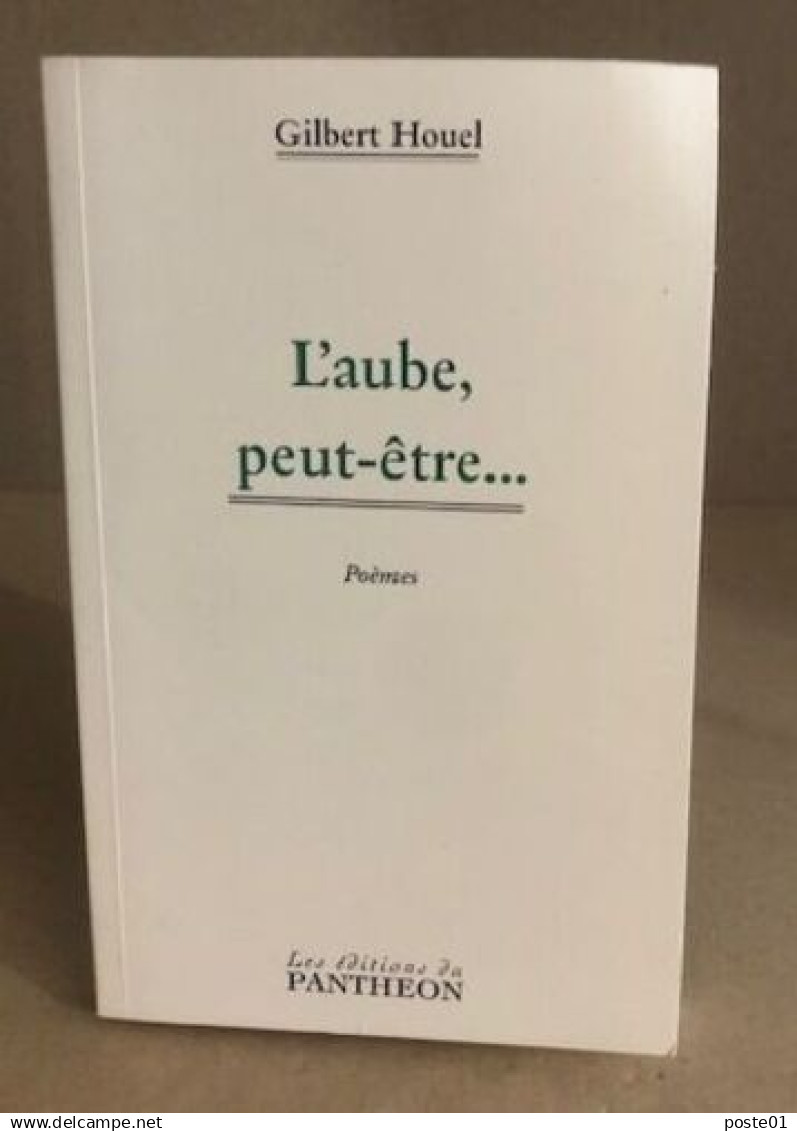 Gilbert Houel
L'aube,
peut-être...
Poèmes
Les éditions du
PANTHEON
www.delcampe.net
poste01